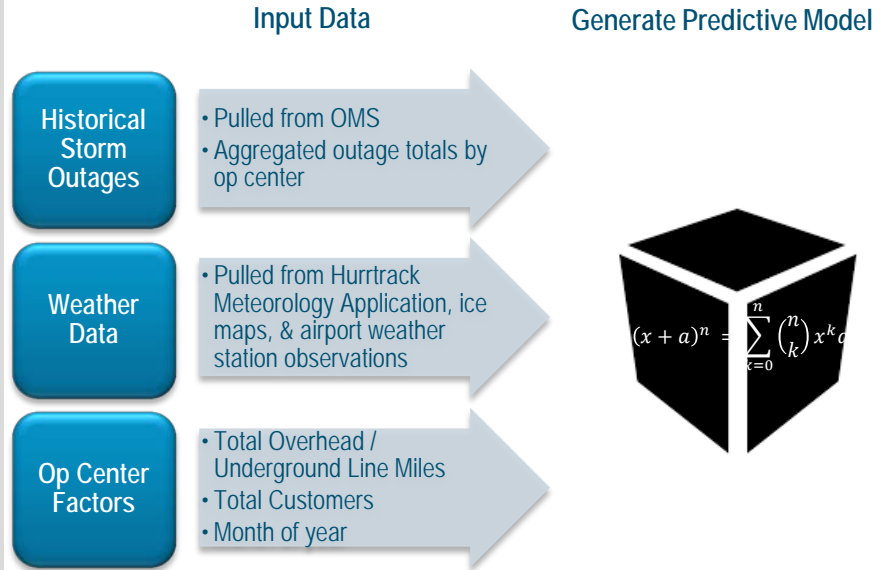 Input Data
Generate Predictive Model
Historical
Storm
Outages
• Pulled from OMS
• Aggregated outage totals by
op center
Weather
Data
• Pulled from Hurrtrack
Meteorology Application, ice
maps, & airport weather
station observations
Op Center
Factors
• Total Overhead /
Underground Line Miles
• Total Customers
• Month of year
(x + a)^n = ∑_{k=0}^{n} (n k) x^k